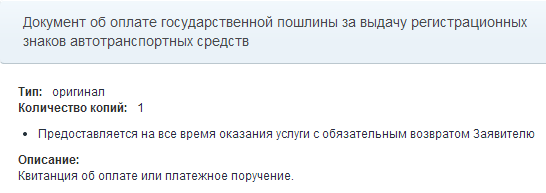 Документ об оплате государственной пошлины за выдачу регистрационных
знаков автотранспортных средств
Тип: оригинал
Количество копий: 1
• Предоставляется на все время оказания услуги с обязательным возвратом Заявителю
Описание:
Квитанция об оплате или платежное поручение.